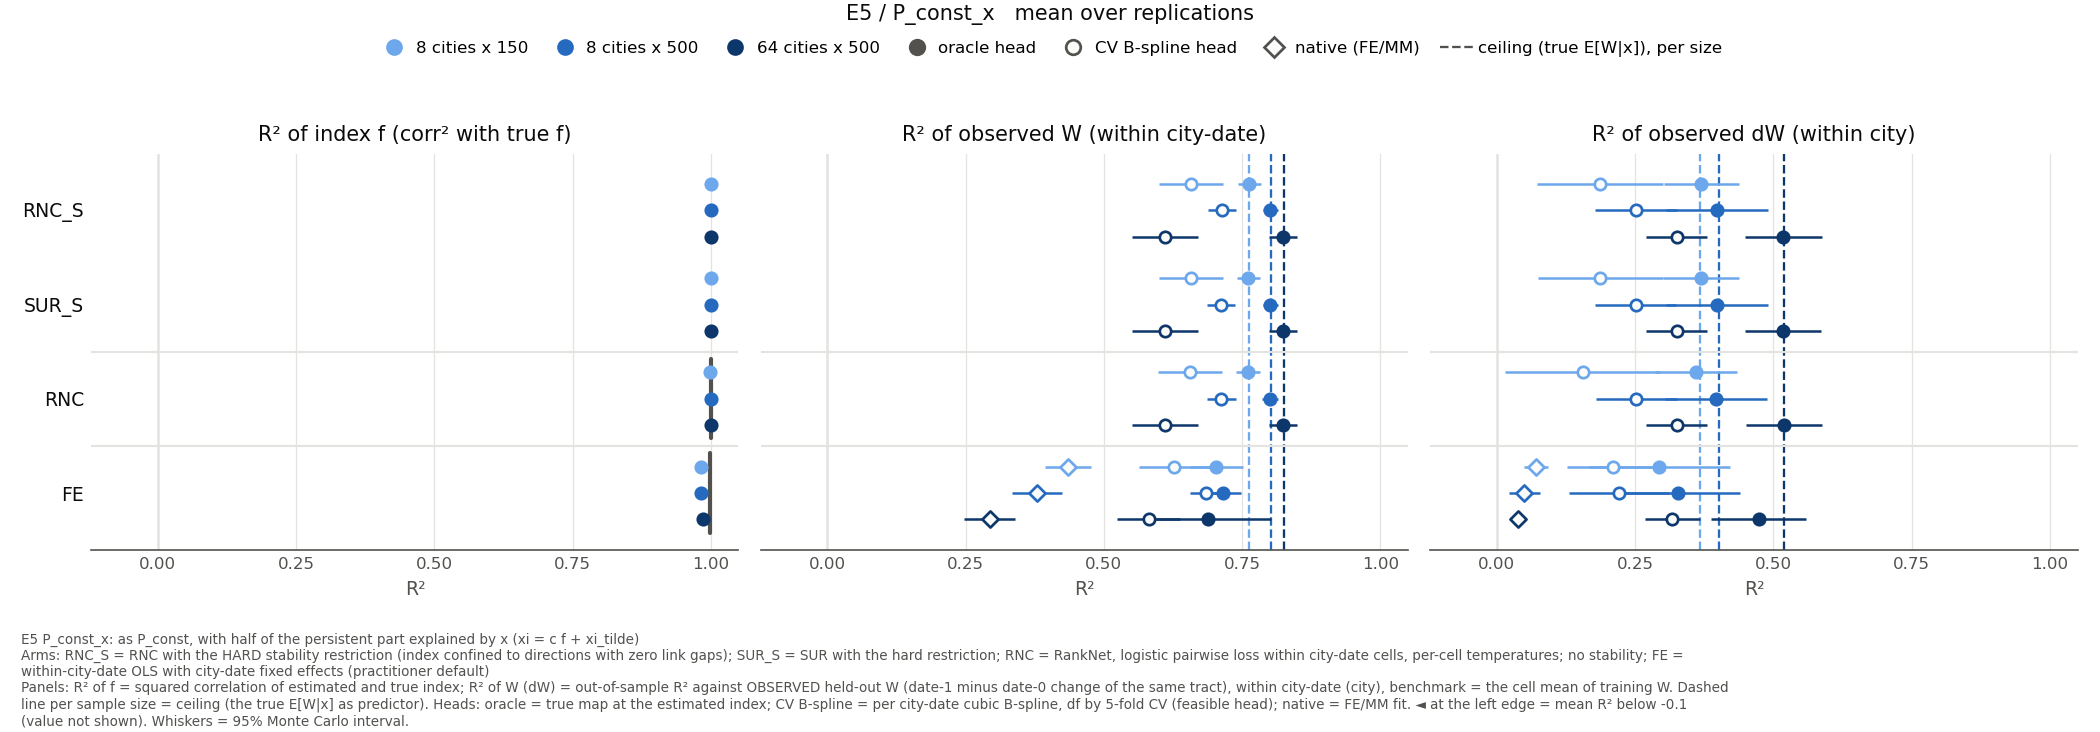 E5 / P_const_x   mean over replications
8 cities x 150
8 cities x 500
64 cities x 500
oracle head
CV B-spline head
native (FE/MM)
ceiling (true E[W|x]), per size
R² of index f (corr² with true f)
R² of observed W (within city-date)
R² of observed dW (within city)
RNC_S
SUR_S
RNC
FE
0.00 0.25 0.50 0.75 1.00
0.00 0.25 0.50 0.75 1.00
0.00 0.25 0.50 0.75 1.00
R²
R²
R²
E5 P_const_x: as P_const, with half of the persistent part explained by x (xi = c f + xi_tilde)
Arms: RNC_S = RNC with the HARD stability restriction (index confined to directions with zero link gaps); SUR_S = SUR with the hard restriction; RNC = RankNet, logistic pairwise loss within city-date cells, per-cell temperatures; no stability; FE =
within-city-date OLS with city-date fixed effects (practitioner default)
Panels: R² of f = squared correlation of estimated and true index; R² of W (dW) = out-of-sample R² against OBSERVED held-out W (date-1 minus date-0 change of the same tract), within city-date (city), benchmark = the cell mean of training W. Dashed
line per sample size = ceiling (the true E[W|x] as predictor). Heads: oracle = true map at the estimated index; CV B-spline = per city-date cubic B-spline, df by 5-fold CV (feasible head); native = FE/MM fit. ◄ at the left edge = mean R² below -0.1
(value not shown). Whiskers = 95% Monte Carlo interval.